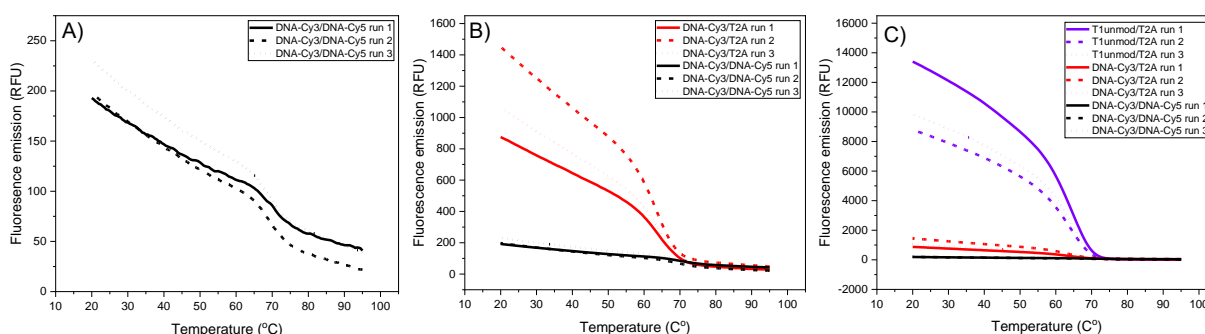 A)
DNA-Cy3/DNA-Cy5 run 1
DNA-Cy3/DNA-Cy5 run 2
DNA-Cy3/DNA-Cy5 run 3
Fluoresence emission (RFU)
250
200
150
100
50
0
10 20 30 40 50 60 70 80 90 100
Temperature (°C)
B)
DNA-Cy3/T2A run 1
DNA-Cy3/T2A run 2
DNA-Cy3/T2A run 3
DNA-Cy3/DNA-Cy5 run 1
DNA-Cy3/DNA-Cy5 run 2
DNA-Cy3/DNA-Cy5 run 3
Fluorescence emission (RFU)
1600
1400
1200
1000
800
600
400
200
0
10 20 30 40 50 60 70 80 90 100
Temperature (C°)
C)
T1unmod/T2A run 1
T1unmod/T2A run 2
T1unmod/T2A run 3
DNA-Cy3/T2A run 1
DNA-Cy3/T2A run 2
DNA-Cy3/T2A run 3
DNA-Cy3/DNA-Cy5 run 1
DNA-Cy3/DNA-Cy5 run 2
DNA-Cy3/DNA-Cy5 run 3
Fluorescence emission (RFU)
16000
14000
12000
10000
8000
6000
4000
2000
0
-2000
10 20 30 40 50 60 70 80 90 100
Temperature (C°)